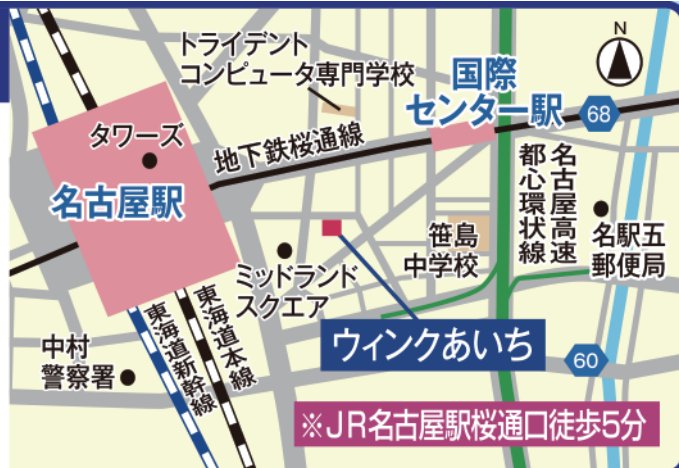 N
トライデント
コンピュータ専門学校
国際
センター駅
68
タワーズ
地下鉄桜通線
名古屋駅
名古屋高速
都心環状線
笹島
中学校
名駅五
郵便局
ミッドランド
スクエア
東海道本線
東海道新幹線
ウィンクあいち
中村
警察署
60
※JR名古屋駅桜通口徒歩5分